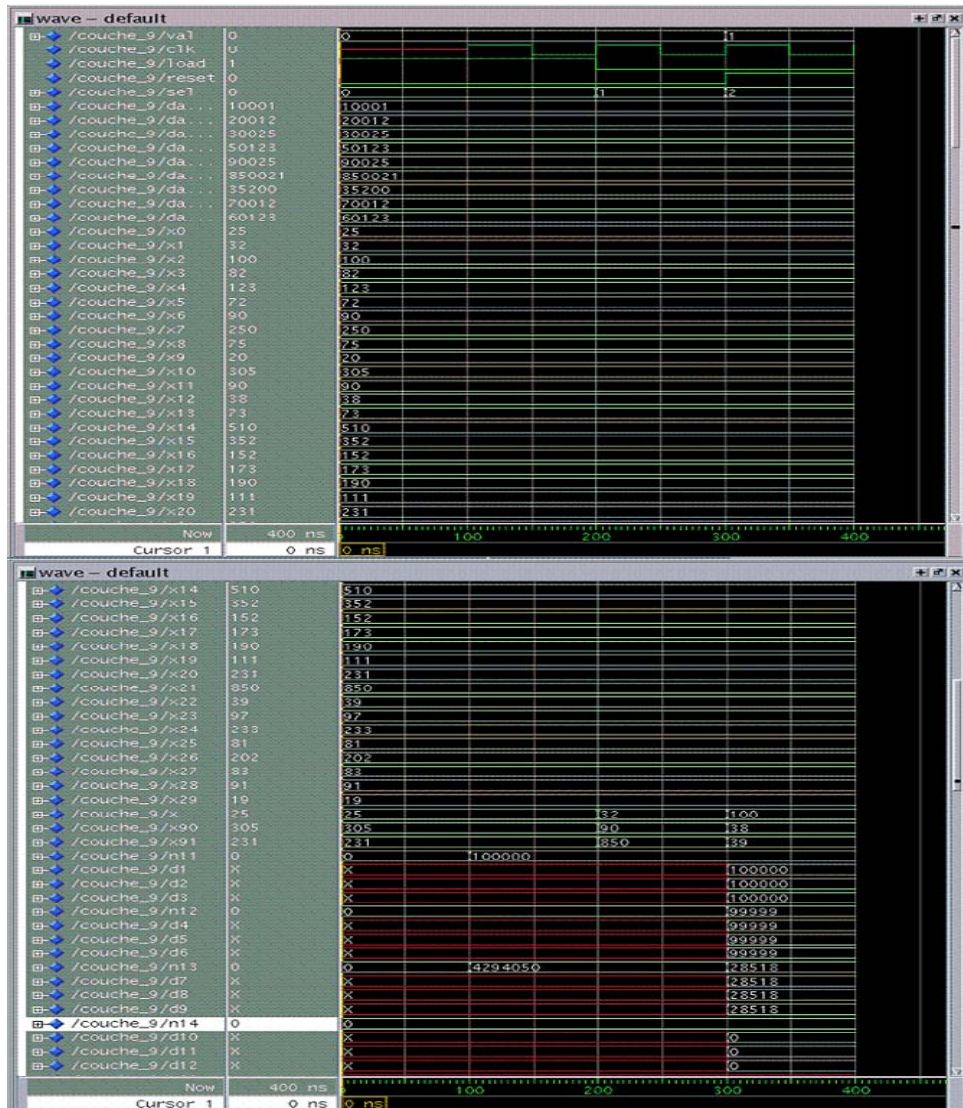 wave – default
/couche_9/val 0 0 1
/couche_9/clk U
/couche_9/load 1
/couche_9/reset 0
/couche_9/sel 0 0 1 2
/couche_9/da... 10001 10001
/couche_9/da... 20012 20012
/couche_9/da... 30025 30025
/couche_9/da... 50123 50123
/couche_9/da... 90025 90025
/couche_9/da... 850021 850021
/couche_9/da... 35200 35200
/couche_9/da... 70012 70012
/couche_9/da... 60123 60123
/couche_9/x0 25 25
/couche_9/x1 32 32
/couche_9/x2 100 100
/couche_9/x3 82 82
/couche_9/x4 123 123
/couche_9/x5 72 72
/couche_9/x6 90 90
/couche_9/x7 250 250
/couche_9/x8 75 75
/couche_9/x9 20 20
/couche_9/x10 305 305
/couche_9/x11 90 90
/couche_9/x12 38 38
/couche_9/x13 73 73
/couche_9/x14 510 510
/couche_9/x15 352 352
/couche_9/x16 152 152
/couche_9/x17 173 173
/couche_9/x18 190 190
/couche_9/x19 111 111
/couche_9/x20 231 231
Now 400 ns 100 200 300 400
Cursor 1 0 ns 0 ns
wave – default
/couche_9/x14 510 510
/couche_9/x15 352 352
/couche_9/x16 152 152
/couche_9/x17 173 173
/couche_9/x18 190 190
/couche_9/x19 111 111
/couche_9/x20 231 231
/couche_9/x21 850 850
/couche_9/x22 39 39
/couche_9/x23 97 97
/couche_9/x24 233 233
/couche_9/x25 81 81
/couche_9/x26 202 202
/couche_9/x27 83 83
/couche_9/x28 91 91
/couche_9/x29 19 19
/couche_9/x 25 25 32 100
/couche_9/x90 305 305 90 38
/couche_9/x91 231 231 850 39
/couche_9/n11 0 0 100000
/couche_9/d1 X X 100000
/couche_9/d2 X X 100000
/couche_9/d3 X X 100000
/couche_9/n12 0 0 99999
/couche_9/d4 X X 99999
/couche_9/d5 X X 99999
/couche_9/d6 X X 99999
/couche_9/n13 0 0 4294050 28518
/couche_9/d7 X X 28518
/couche_9/d8 X X 28518
/couche_9/d9 X X 28518
/couche_9/n14 0 0
/couche_9/d10 X X 0
/couche_9/d11 X X 0
/couche_9/d12 X X 0
Now 400 ns 100 200 300 400
Cursor 1 0 ns 0 ns